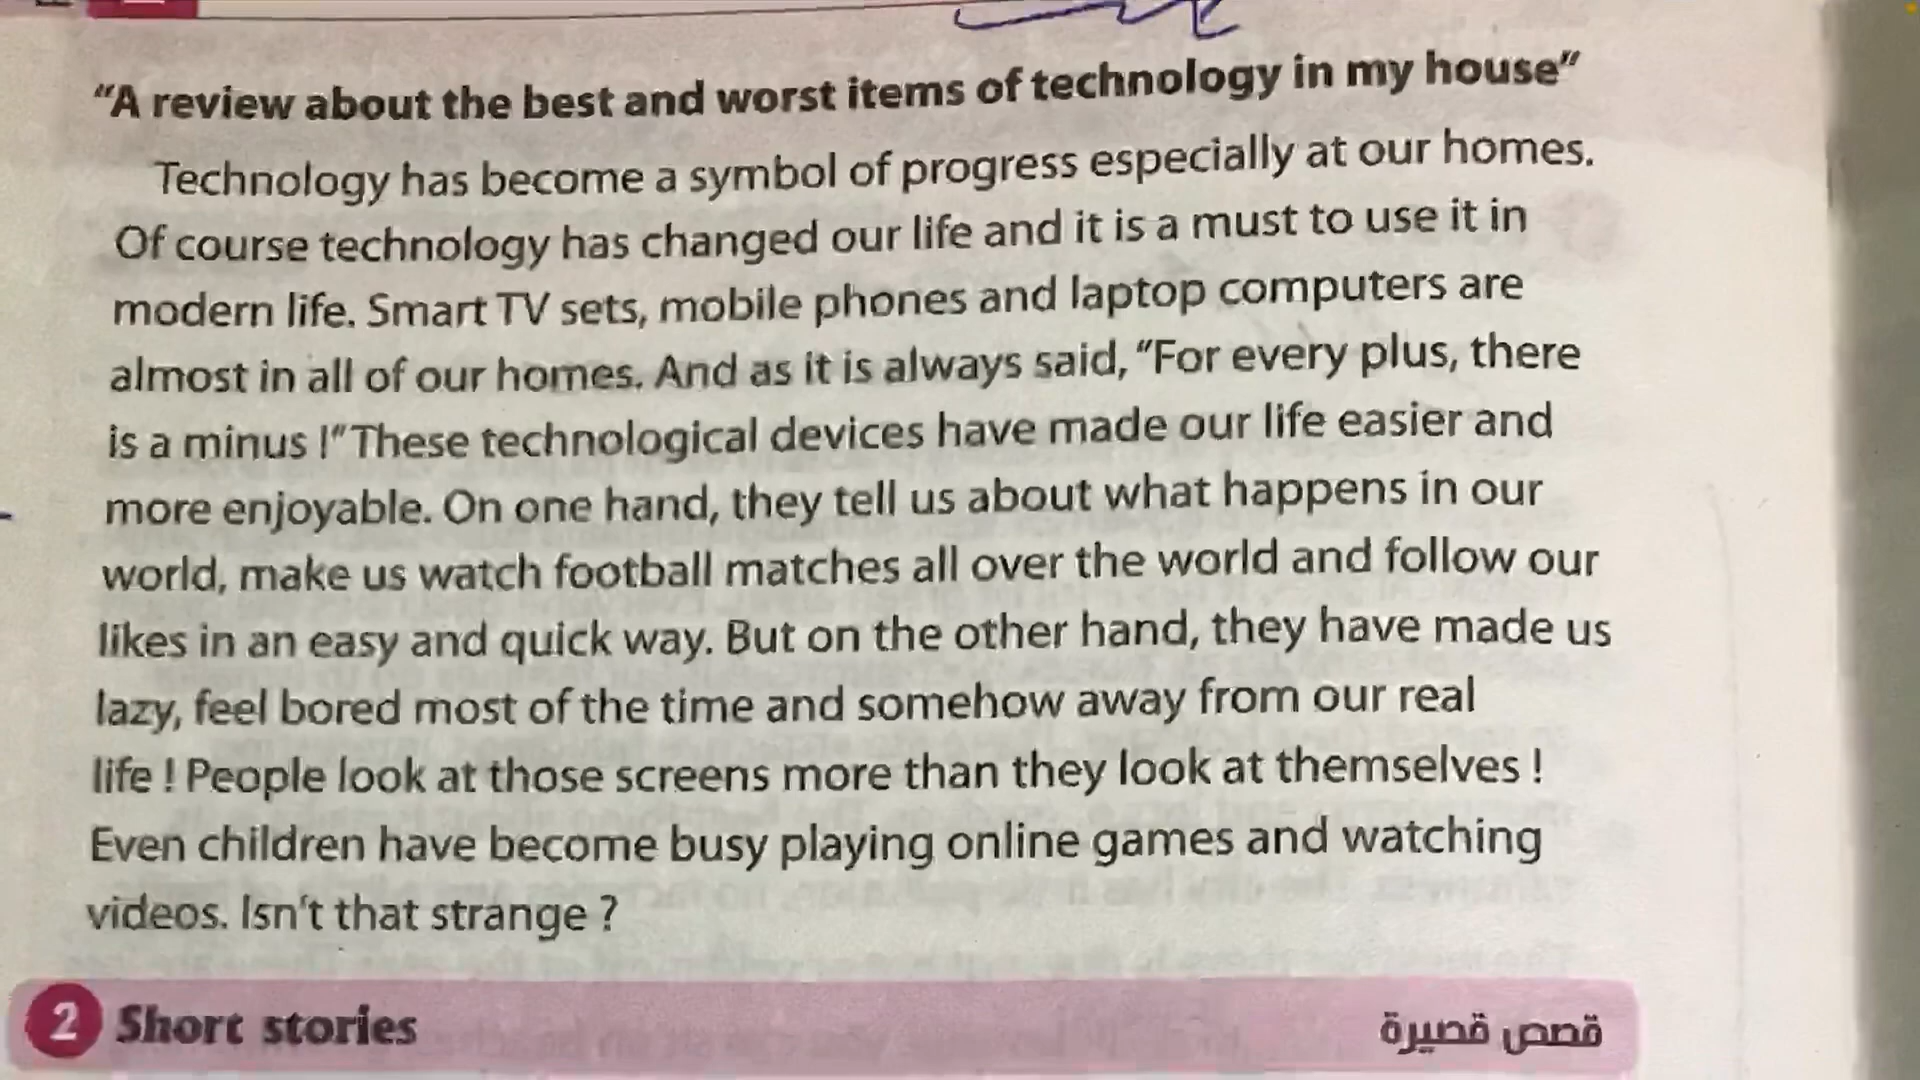 "A review about the best and worst items of technology in my house"
Technology has become a symbol of progress especially at our homes.
Of course technology has changed our life and it is a must to use it in
modern life. Smart TV sets, mobile phones and laptop computers are
almost in all of our homes. And as it is always said, "For every plus, there
is a minus !" These technological devices have made our life easier and
more enjoyable. On one hand, they tell us about what happens in our
world, make us watch football matches all over the world and follow our
likes in an easy and quick way. But on the other hand, they have made us
lazy, feel bored most of the time and somehow away from our real
life ! People look at those screens more than they look at themselves !
Even children have become busy playing online games and watching
videos. Isn't that strange ?
2 Short stories قصص قصيرة